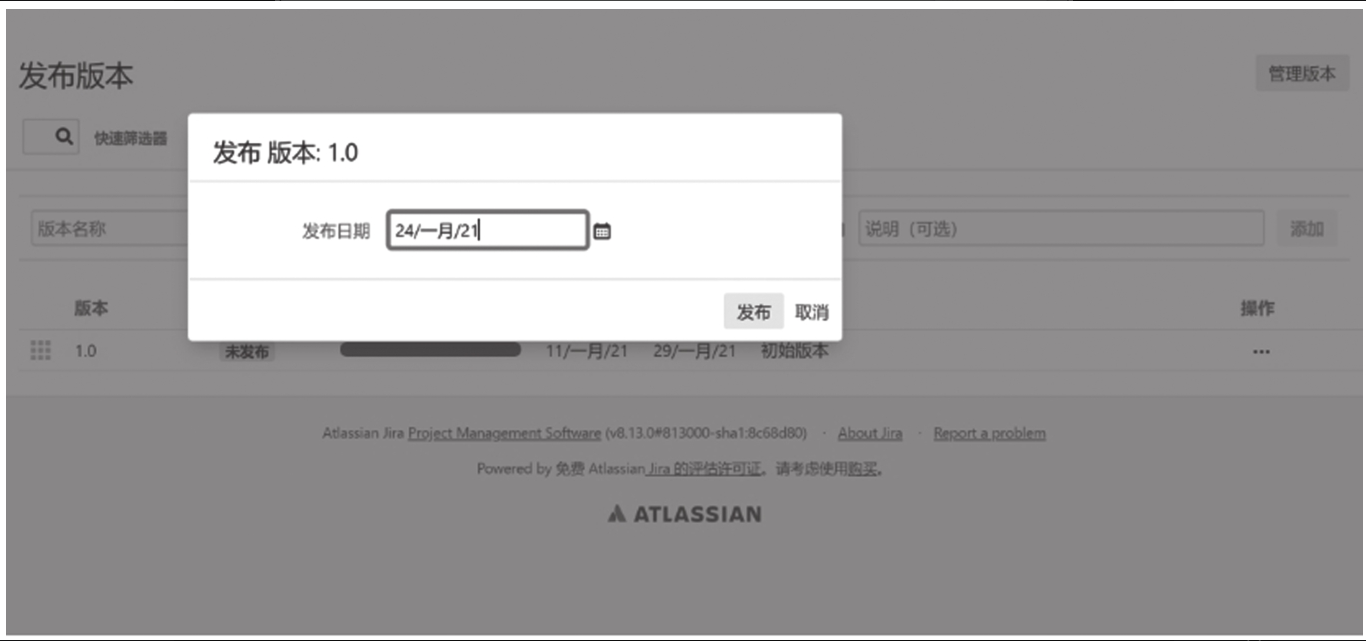 发布版本
管理版本
快速筛选器
发布 版本: 1.0
发布日期 24/一月/21
版本名称
说明（可选）
添加
发布 取消
版本
操作
1.0 未发布 11/一月/21 29/一月/21 初始版本
Atlassian Jira Project Management Software (v8.13.0#813000-sha1:8c68d80) · About Jira · Report a problem
Powered by 免费 Atlassian Jira 的评估许可证。请考虑使用购买。
ATLASSIAN